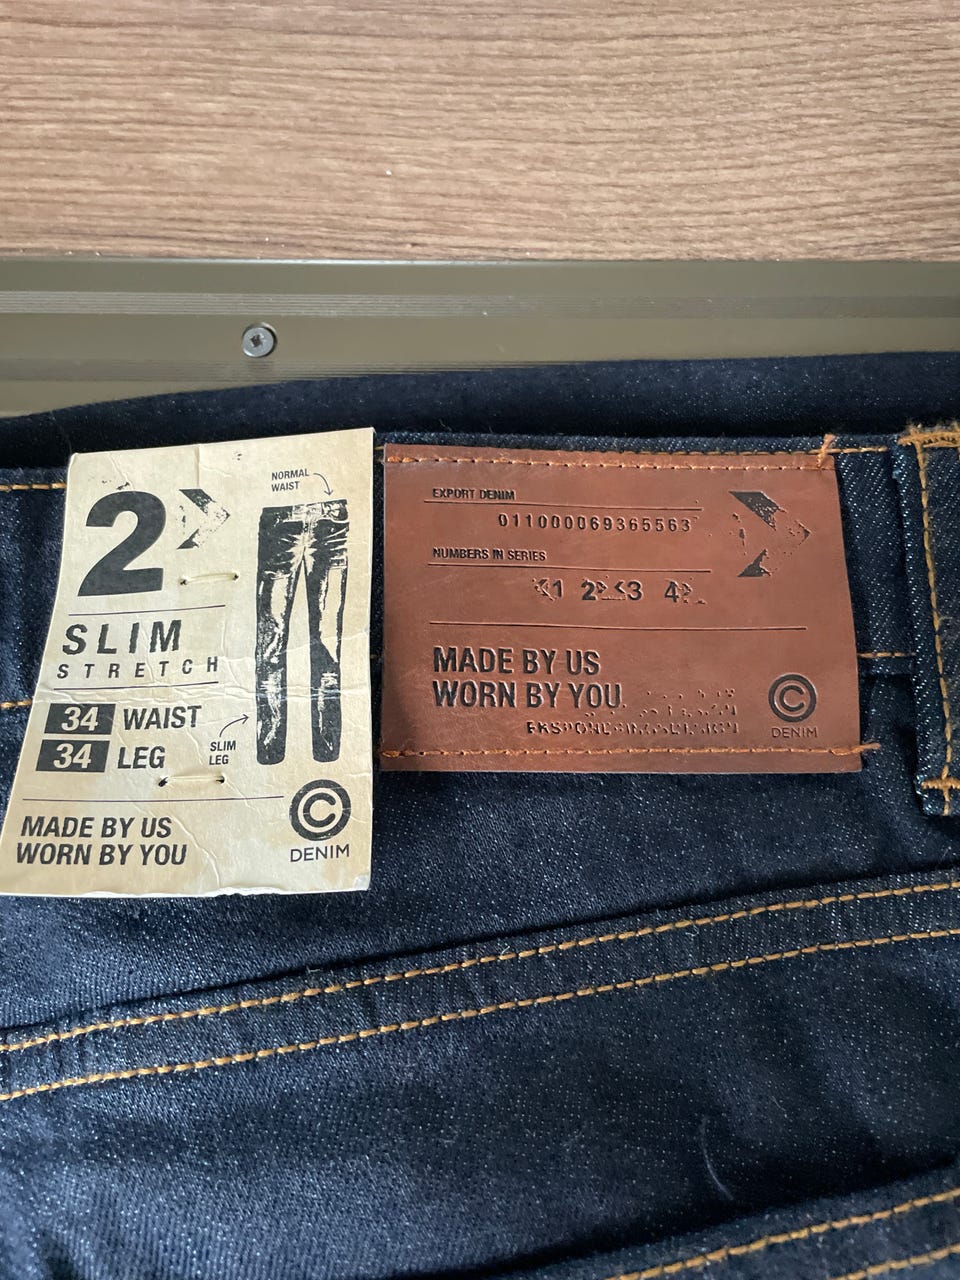 2
NORMAL
WAIST
SLIM
STRETCH
34 WAIST
34 LEG
SLIM
LEG
MADE BY US
WORN BY YOU
C
DENIM
EXPORT DENIM
011000069365563
NUMBERS IN SERIES
1 2 3 4
MADE BY US
WORN BY YOU
C
DENIM